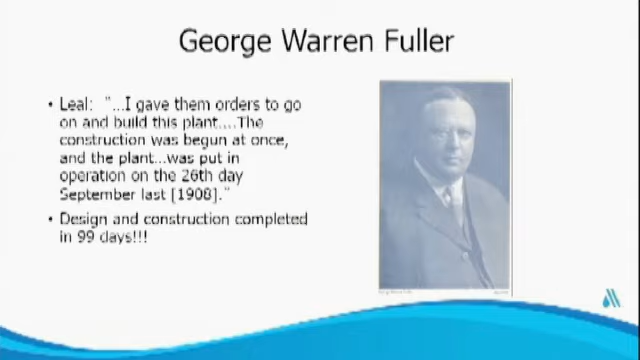 George Warren Fuller
• Leal: "...I gave them orders to go
on and build this plant....The
construction was begun at once,
and the plant...was put in
operation on the 26th day
September last [1908]."
• Design and construction completed
in 99 days!!!